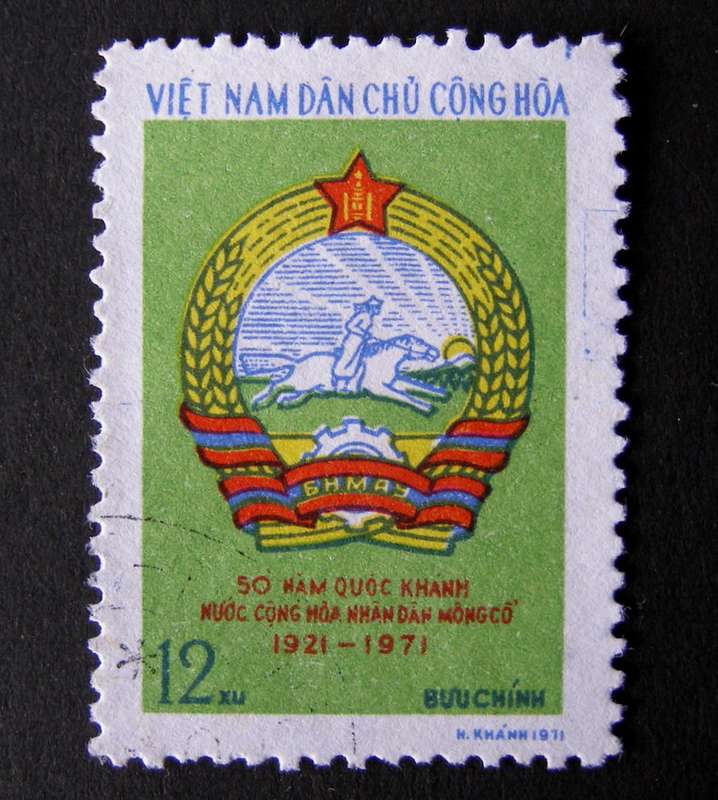 VIỆT NAM DÂN CHỦ CỘNG HÒA
БНМАУ
50 NĂM QUỐC KHÁNH
NƯỚC CỘNG HÒA NHÂN DÂN MÔNG CỔ
1921-1971
12 XU
BƯU CHÍNH
H. KHÁNH 1971